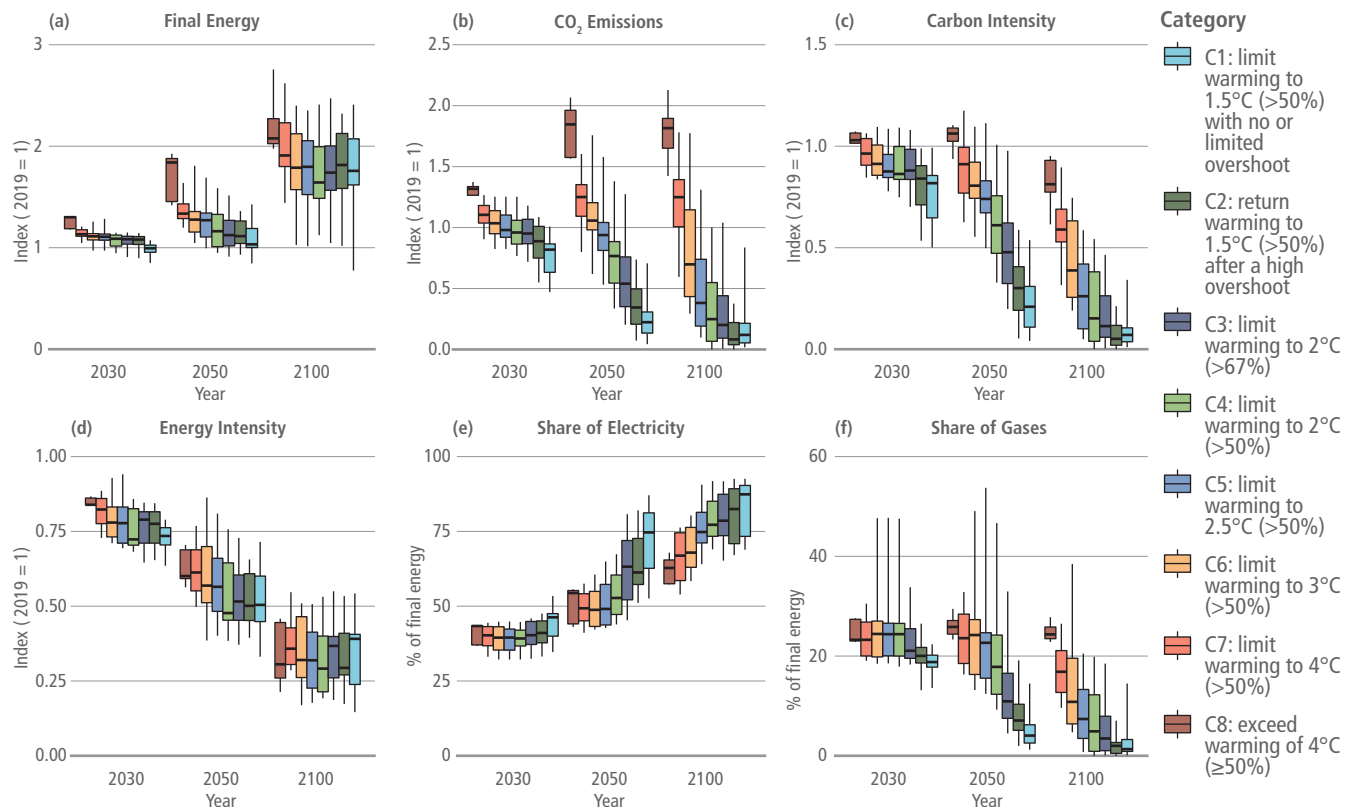 (a) Final Energy
Index ( 2019 = 1)
3
2
1
1
2030 2050 2100
Year
(b) CO₂ Emissions
Index ( 2019 = 1)
2.5
2.0
1.5
1.0
0.5
0.0
2030 2050 2100
Year
(c) Carbon Intensity
Index ( 2019 = 1)
1.5
1.0
0.5
0.0
2030 2050 2100
Year
(d) Energy Intensity
Index ( 2019 = 1)
1.00
0.75
0.50
0.25
0.00
2030 2050 2100
Year
(e) Share of Electricity
% of final energy
100
75
50
25
0
2030 2050 2100
Year
(f) Share of Gases
% of final energy
60
40
20
0
2030 2050 2100
Year
Category
C1: limit
warming to
1.5°C (>50%)
with no or
limited
overshoot
C2: return
warming to
1.5°C (>50%)
after a high
overshoot
C3: limit
warming to 2°C
(>67%)
C4: limit
warming to 2°C
(>50%)
C5: limit
warming to
2.5°C (>50%)
C6: limit
warming to 3°C
(>50%)
C7: limit
warming to 4°C
(>50%)
C8: exceed
warming of 4°C
(≥50%)